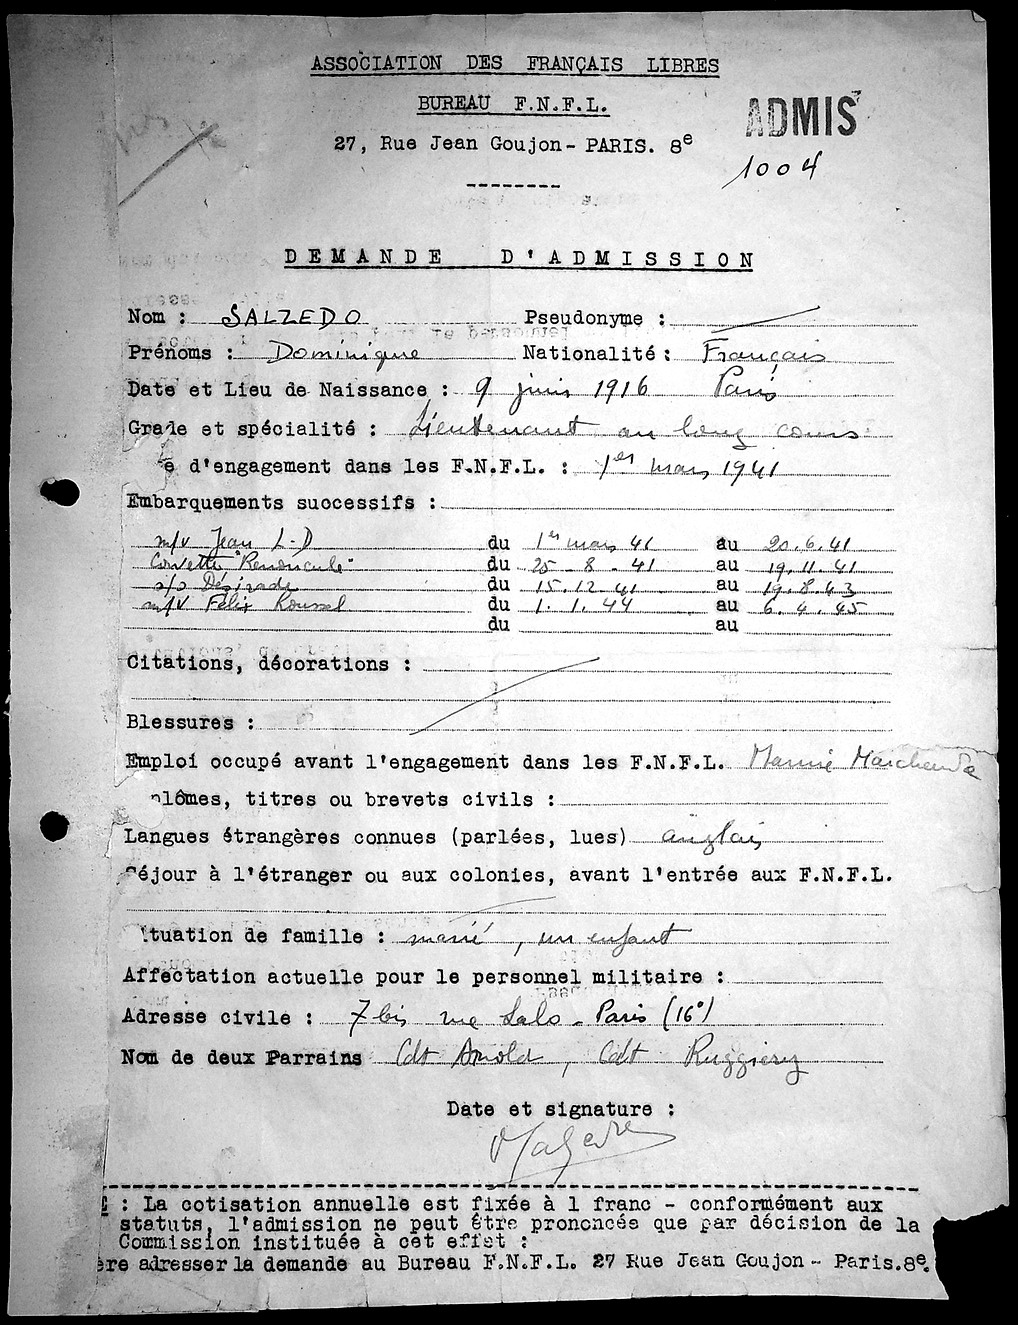 ASSOCIATION DES FRANÇAIS LIBRES
BUREAU F.N.F.L.
27, Rue Jean Goujon - PARIS. 8e
ADMIS
1004
DEMANDE D'ADMISSION
Nom : SALZEDO Pseudonyme :
Prénoms : Dominique Nationalité : Français
Date et Lieu de Naissance : 9 juin 1916 Paris
Grade et spécialité : Lieutenant au long cours
e d'engagement dans les F.N.F.L. : 1er mars 1941
Embarquements successifs :
m/v Jean L-D du 1er mars 41 au 20.6.41
Corvette "Renoncule" du 25-8-41 au 19.11.41
s/s Désirade du 15.12.41 au 19.8.43
m/v Félix Roussel du 1.1.44 au 6.4.45
du au
Citations, décorations :
Blessures :
Emploi occupé avant l'engagement dans les F.N.F.L. Marine Marchande
plômes, titres ou brevets civils :
Langues étrangères connues (parlées, lues) anglais
Séjour à l'étranger ou aux colonies, avant l'entrée aux F.N.F.L.
ituation de famille : marié, un enfant
Affectation actuelle pour le personnel militaire :
Adresse civile : 7 bis rue Lalo - Paris (16°)
Nom de deux Parrains Cdt Arnold, Cdt Ruggiery
Date et signature :
E : La cotisation annuelle est fixée à 1 franc - conformément aux
statuts, l'admission ne peut être prononcée que par décision de la
Commission instituée à cet effet :
ère adresser la demande au Bureau F.N.F.L. 27 Rue Jean Goujon - Paris.8e.